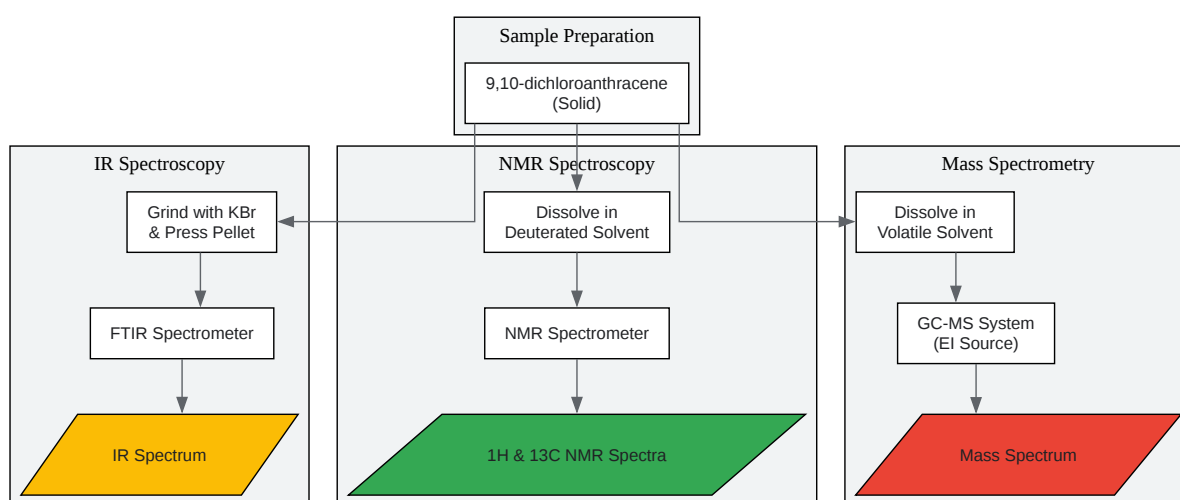 Sample Preparation
9,10-dichloroanthracene
(Solid)
IR Spectroscopy
Grind with KBr
& Press Pellet
FTIR Spectrometer
IR Spectrum
NMR Spectroscopy
Dissolve in
Deuterated Solvent
NMR Spectrometer
1H & 13C NMR Spectra
Mass Spectrometry
Dissolve in
Volatile Solvent
GC-MS System
(EI Source)
Mass Spectrum